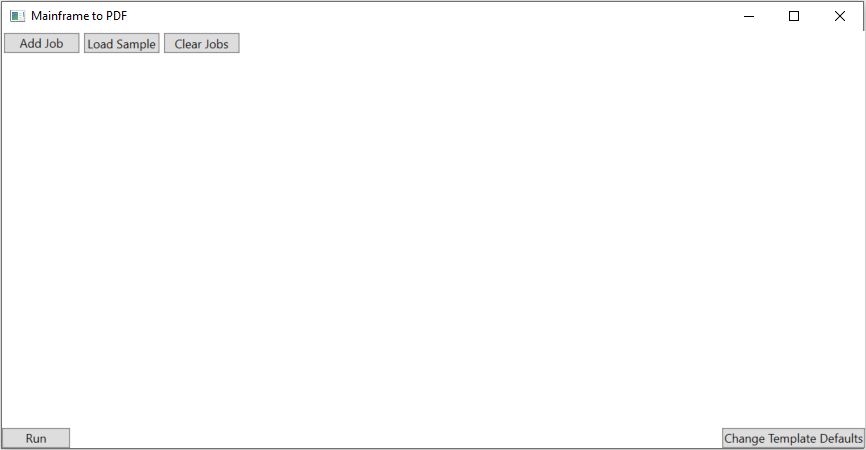 Mainframe to PDF
Add Job Load Sample Clear Jobs
Run Change Template Defaults